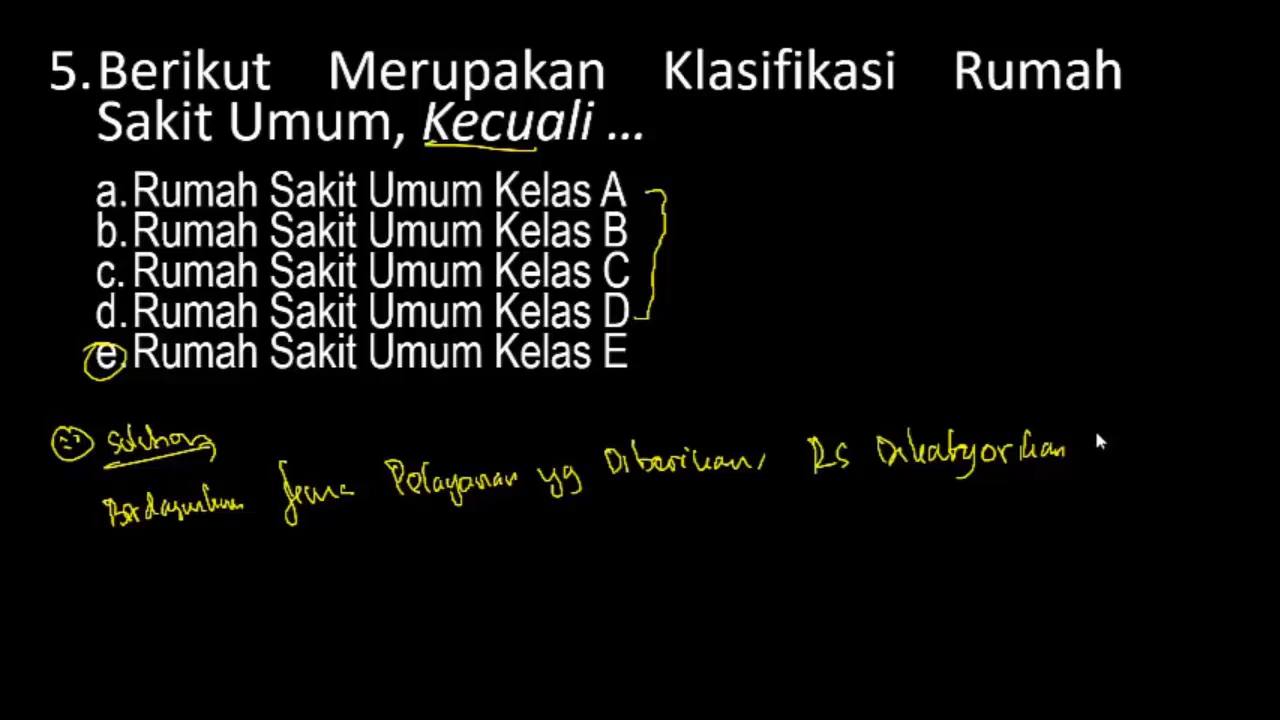 5. Berikut Merupakan Klasifikasi Rumah
Sakit Umum, Kecuali ...
a. Rumah Sakit Umum Kelas A
b. Rumah Sakit Umum Kelas B
c. Rumah Sakit Umum Kelas C
d. Rumah Sakit Umum Kelas D
e. Rumah Sakit Umum Kelas E
Pelayanan yg Diberikan, RS Dikategorikan